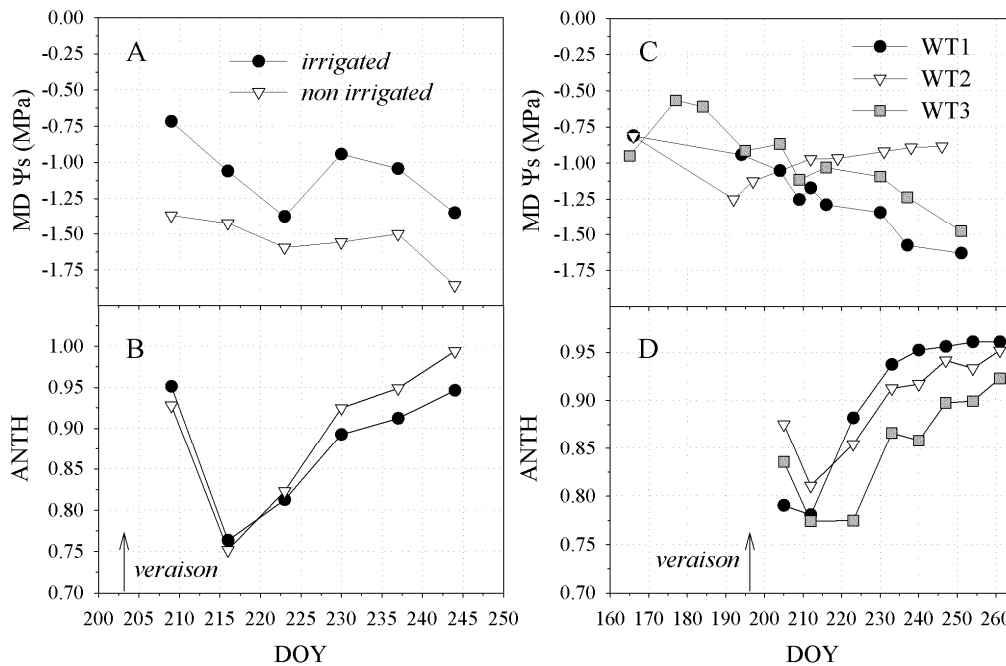 0.00
-0.25
-0.50
-0.75
-1.00
-1.25
-1.50
-1.75
MD Ψs (MPa)
A
irrigated
non irrigated
0.00
-0.25
-0.50
-0.75
-1.00
-1.25
-1.50
-1.75
MD Ψs (MPa)
C
WT1
WT2
WT3
1.00
0.95
0.90
0.85
0.80
0.75
0.70
ANTH
B
veraison
200 205 210 215 220 225 230 235 240 245 250
DOY
0.95
0.90
0.85
0.80
0.75
0.70
ANTH
D
veraison
160 170 180 190 200 210 220 230 240 250 260
DOY